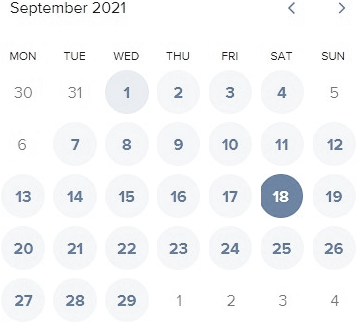 September 2021
MON TUE WED THU FRI SAT SUN
30 31 1 2 3 4 5
6 7 8 9 10 11 12
13 14 15 16 17 18 19
20 21 22 23 24 25 26
27 28 29 1 2 3 4